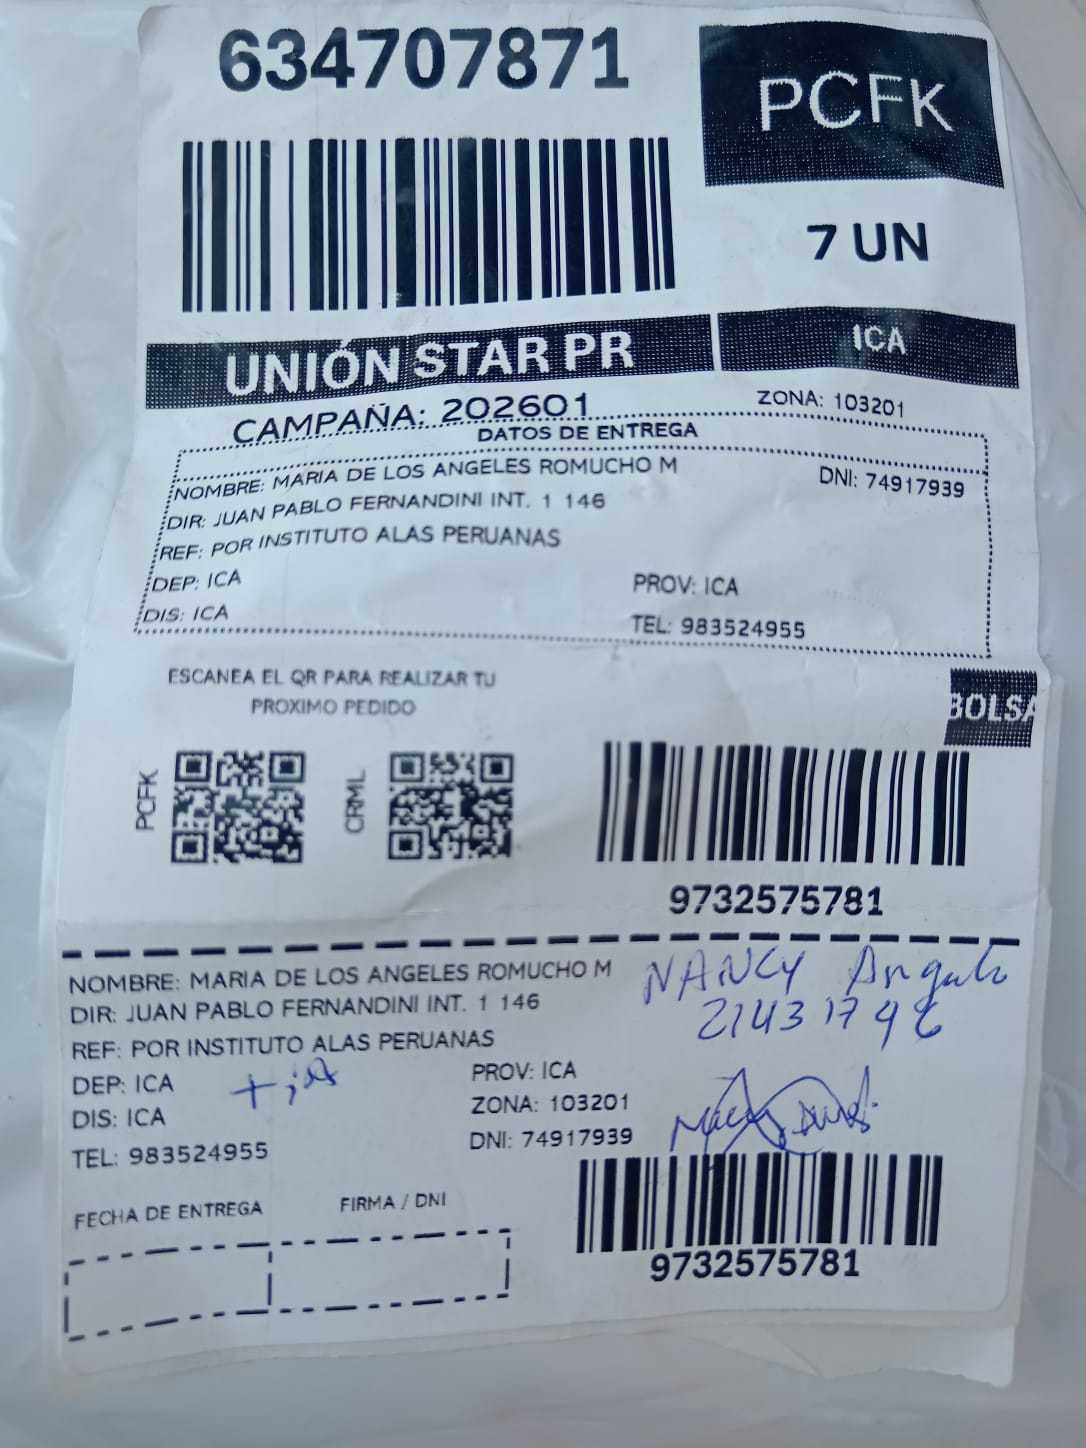 634707871
PCFK
7 UN
UNIÓN STAR PR
ICA
CAMPAÑA: 202601
ZONA: 103201
DATOS DE ENTREGA
NOMBRE: MARIA DE LOS ANGELES ROMUCHO M
DNI: 74917939
DIR: JUAN PABLO FERNANDINI INT. 1 146
REF: POR INSTITUTO ALAS PERUANAS
DEP: ICA
PROV: ICA
DIS: ICA
TEL: 983524955
ESCANEA EL QR PARA REALIZAR TU
PROXIMO PEDIDO
BOLSA
PCFK
CRML
9732575781
NOMBRE: MARIA DE LOS ANGELES ROMUCHO M
NANCY Angulo
DIR: JUAN PABLO FERNANDINI INT. 1 146
REF: POR INSTITUTO ALAS PERUANAS
DEP: ICA
PROV: ICA
DIS: ICA
ZONA: 103201
TEL: 983524955
DNI: 74917939
FECHA DE ENTREGA
FIRMA / DNI
9732575781